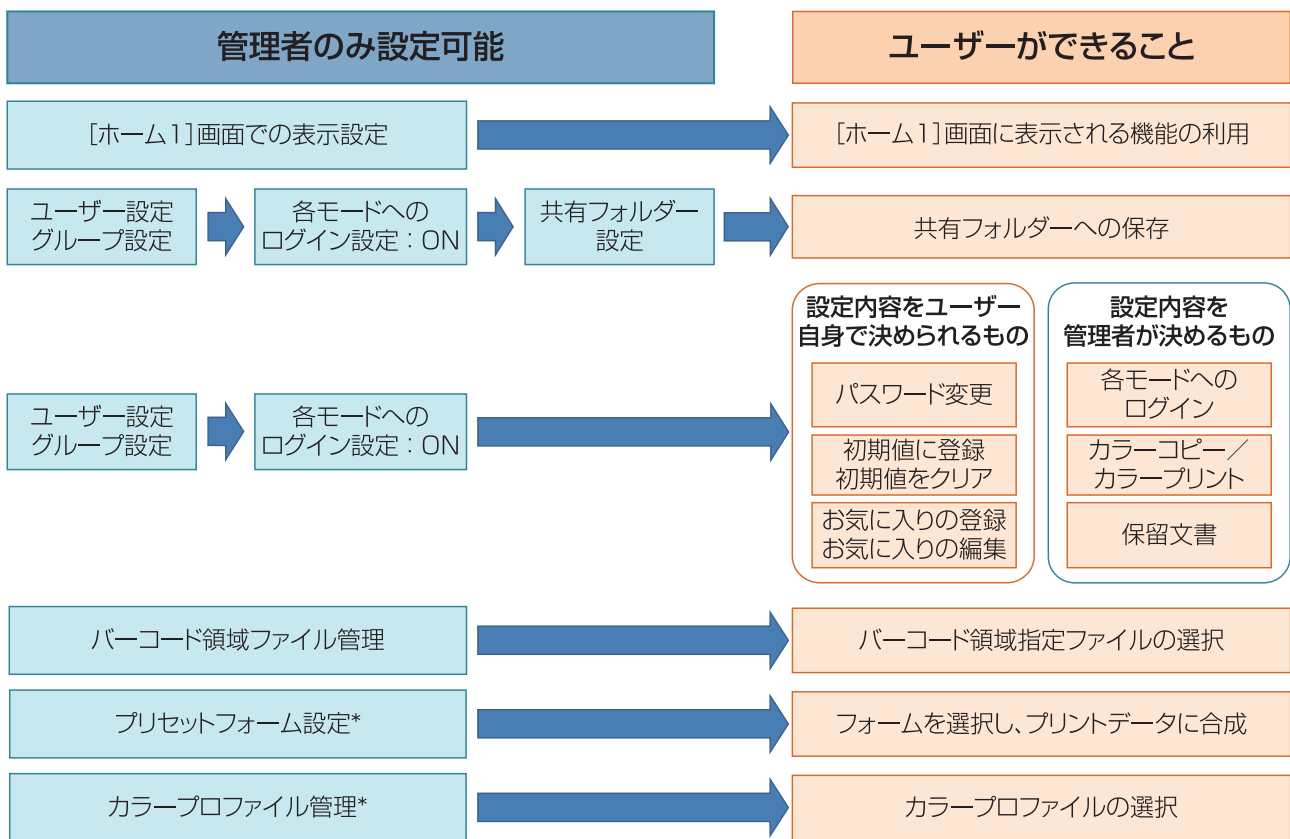 管理者のみ設定可能
ユーザーができること
[ホーム1]画面での表示設定
[ホーム1]画面に表示される機能の利用
ユーザー設定
グループ設定
各モードへの
ログイン設定：ON
共有フォルダー
設定
共有フォルダーへの保存
ユーザー設定
グループ設定
各モードへの
ログイン設定：ON
設定内容をユーザー
自身で決められるもの
パスワード変更
初期値に登録
初期値をクリア
お気に入りの登録
お気に入りの編集
設定内容を
管理者が決めるもの
各モードへの
ログイン
カラーコピー／
カラープリント
保留文書
バーコード領域ファイル管理
バーコード領域指定ファイルの選択
プリセットフォーム設定*
フォームを選択し、プリントデータに合成
カラープロファイル管理*
カラープロファイルの選択